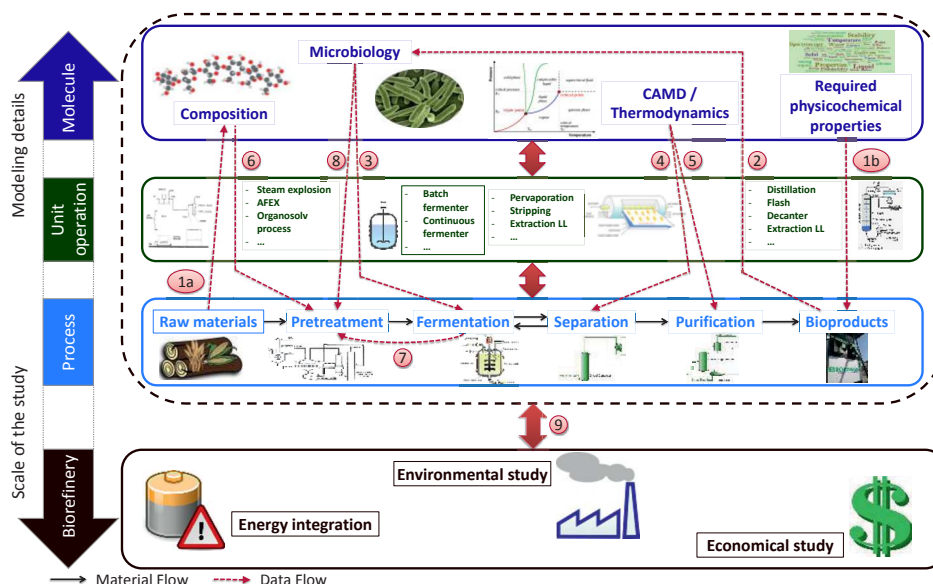 Modeling details
Scale of the study
Molecule
Unit
operation
Process
Biorefinery
Microbiology
Composition
CAMD /
Thermodynamics
Required
physicochemical
properties
6
8
3
4
5
2
1b
- Steam explosion
- AFEX
- Organosolv
process
- ...
- Batch
fermenter
- Continuous
fermenter
- ...
- Pervaporation
- Stripping
- Extraction LL
- ...
- Distillation
- Flash
- Decanter
- Extraction LL
- ...
1a
Raw materials
Pretreatment
Fermentation
Separation
Purification
Bioproducts
7
9
Environmental study
Energy integration
Economical study
Material Flow
Data Flow